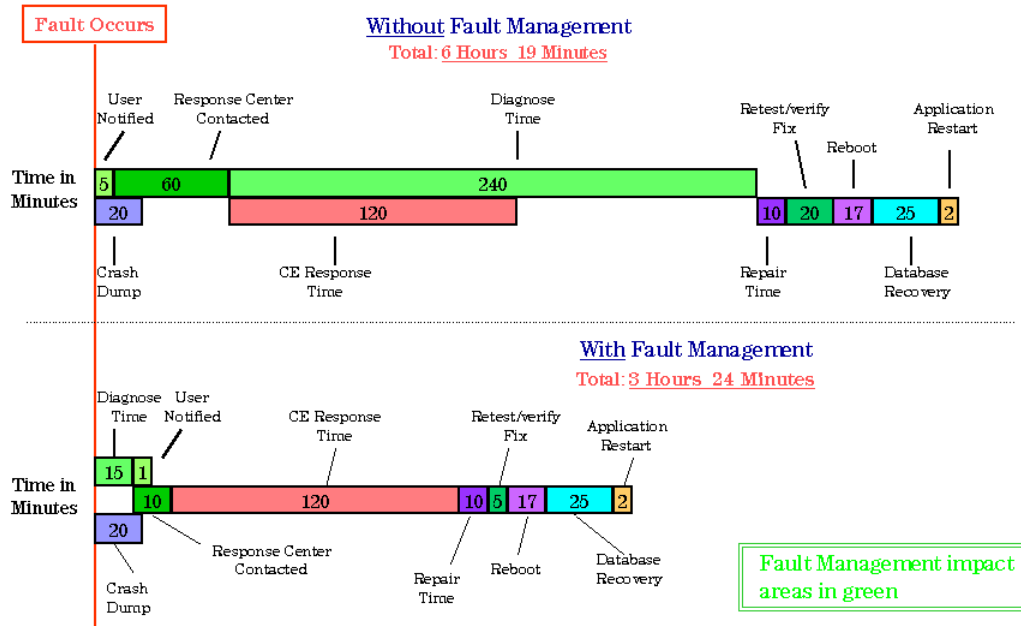 Fault Occurs
Without Fault Management
Total: 6 Hours 19 Minutes
User
Notified
Response Center
Contacted
Diagnose
Time
Retest/verify
Fix
Reboot
Application
Restart
Time in
Minutes
5
60
240
20
120
10
20
17
25
2
Crash
Dump
CE Response
Time
Repair
Time
Database
Recovery
With Fault Management
Total: 3 Hours 24 Minutes
Diagnose
Time
User
Notified
CE Response
Time
Retest/verify
Fix
Application
Restart
Time in
Minutes
15
1
10
120
10
5
17
25
2
20
Crash
Dump
Response Center
Contacted
Repair
Time
Reboot
Database
Recovery
Fault Management impact
areas in green